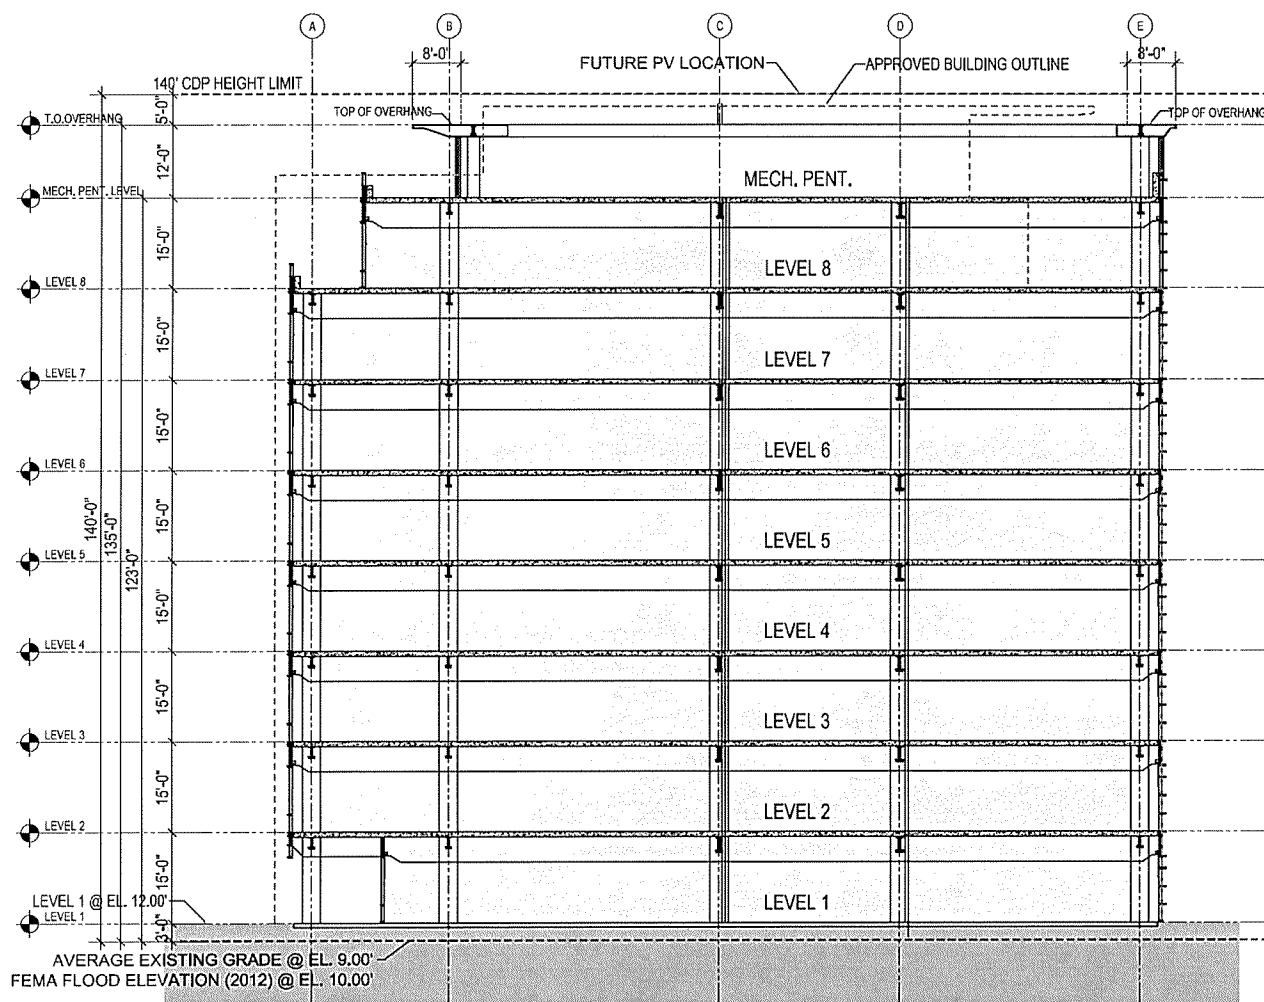 A
B
C
D
E
8'-0"
8'-0"
FUTURE PV LOCATION
APPROVED BUILDING OUTLINE
140' CDP HEIGHT LIMIT
5'-0"
TOP OF OVERHANG
TOP OF OVERHANG
T.O.OVERHANG
12'-0"
MECH. PENT.
MECH. PENT. LEVEL
15'-0"
LEVEL 8
LEVEL 8
15'-0"
LEVEL 7
LEVEL 7
15'-0"
LEVEL 6
LEVEL 6
140'-0"
135'-0"
123'-0"
15'-0"
LEVEL 5
LEVEL 5
15'-0"
LEVEL 4
LEVEL 4
15'-0"
LEVEL 3
LEVEL 3
15'-0"
LEVEL 2
LEVEL 2
15'-0"
LEVEL 1 @ EL. 12.00'
LEVEL 1
LEVEL 1
3'-0"
AVERAGE EXISTING GRADE @ EL. 9.00'
FEMA FLOOD ELEVATION (2012) @ EL. 10.00'